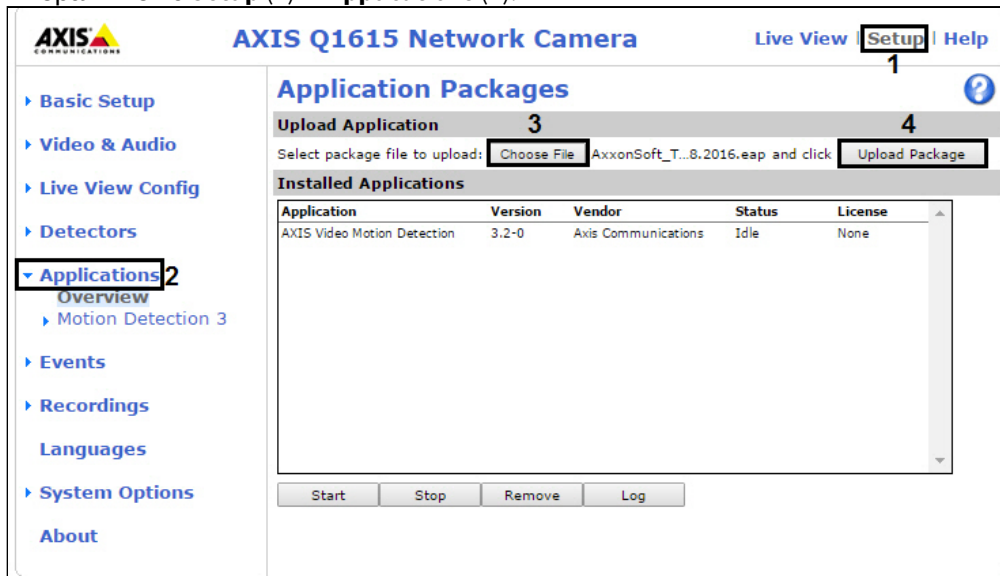 AXIS
COMMUNICATIONS
AXIS Q1615 Network Camera
Live View | Setup | Help
1
Basic Setup
Video & Audio
Live View Config
Detectors
Applications 2
Overview
Motion Detection 3
Events
Recordings
Languages
System Options
About
Application Packages
Upload Application
3
4
Select package file to upload: Choose File AxxonSoft_T...8.2016.eap and click Upload Package
Installed Applications
Application Version Vendor Status License
AXIS Video Motion Detection 3.2-0 Axis Communications Idle None
Start Stop Remove Log